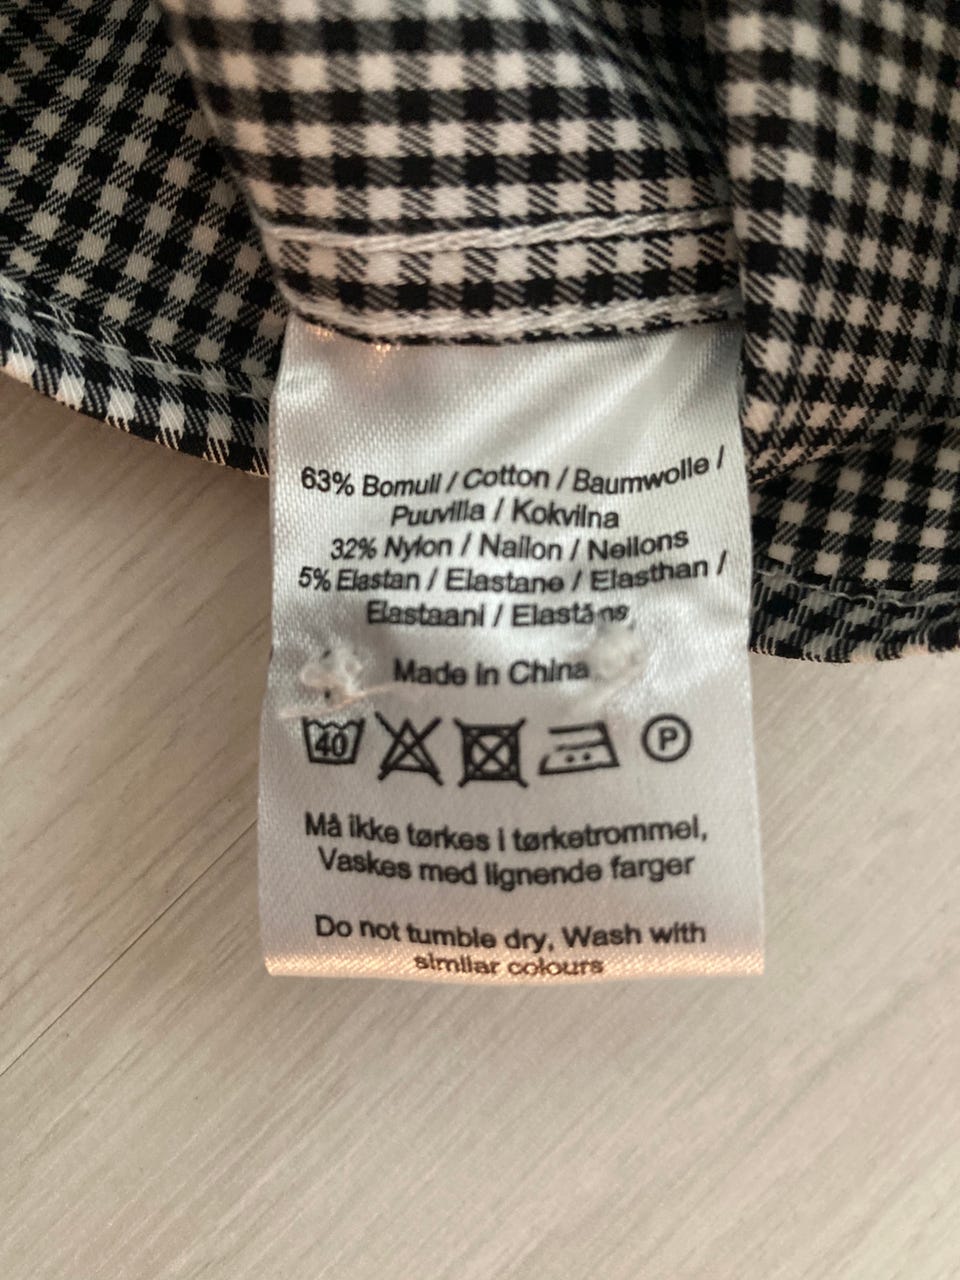 63% Bomull / Cotton / Baumwolle /
Puuvilla / Kokvilna
32% Nylon / Nailon / Neilons
5% Elastan / Elastane / Elasthan /
Elastaani / Elastāns
Made in China
40
P
Må ikke tørkes i tørketrommel,
Vaskes med lignende farger
Do not tumble dry, Wash with
similar colours